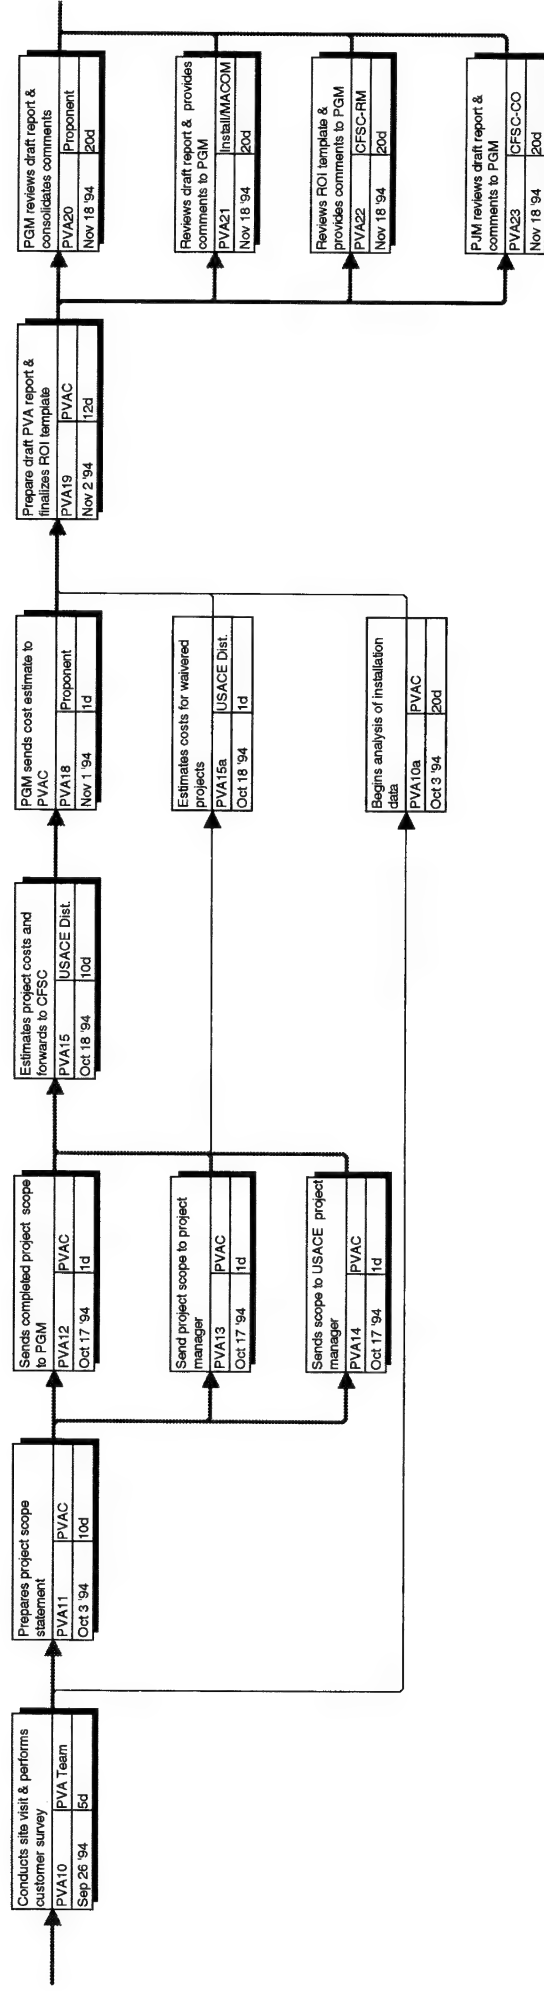 Conducts site visit & performs
customer survey
PVA10 PVA Team
Sep 26 '94 5d
Prepares project scope
statement
PVA11 PVAC
Oct 3 '94 10d
Sends completed project scope
to PGM
PVA12 PVAC
Oct 17 '94 1d
Send project scope to project
manager
PVA13 PVAC
Oct 17 '94 1d
Sends scope to USACE project
manager
PVA14 PVAC
Oct 17 '94 1d
Estimates project costs and
forwards to CFSC
PVA15 USACE Dist.
Oct 18 '94 10d
PGM sends cost estimate to
PVAC
PVA18 Proponent
Nov 1 '94 1d
Estimates costs for waivered
projects
PVA15a USACE Dist.
Oct 18 '94 1d
Begins analysis of installation
data
PVA10a PVAC
Oct 3 '94 20d
Prepare draft PVA report &
finalizes ROI template
PVA19 PVAC
Nov 2 '94 12d
PGM reviews draft report &
consolidates comments
PVA20 Proponent
Nov 18 '94 20d
Reviews draft report & provides
comments to PGM
PVA21 Install/MACOM
Nov 18 '94 20d
Reviews ROI template &
provides comments to PGM
PVA22 CFSC-RM
Nov 18 '94 20d
PJM reviews draft report &
comments to PGM
PVA23 CFSC-CO
Nov 18 '94 20d